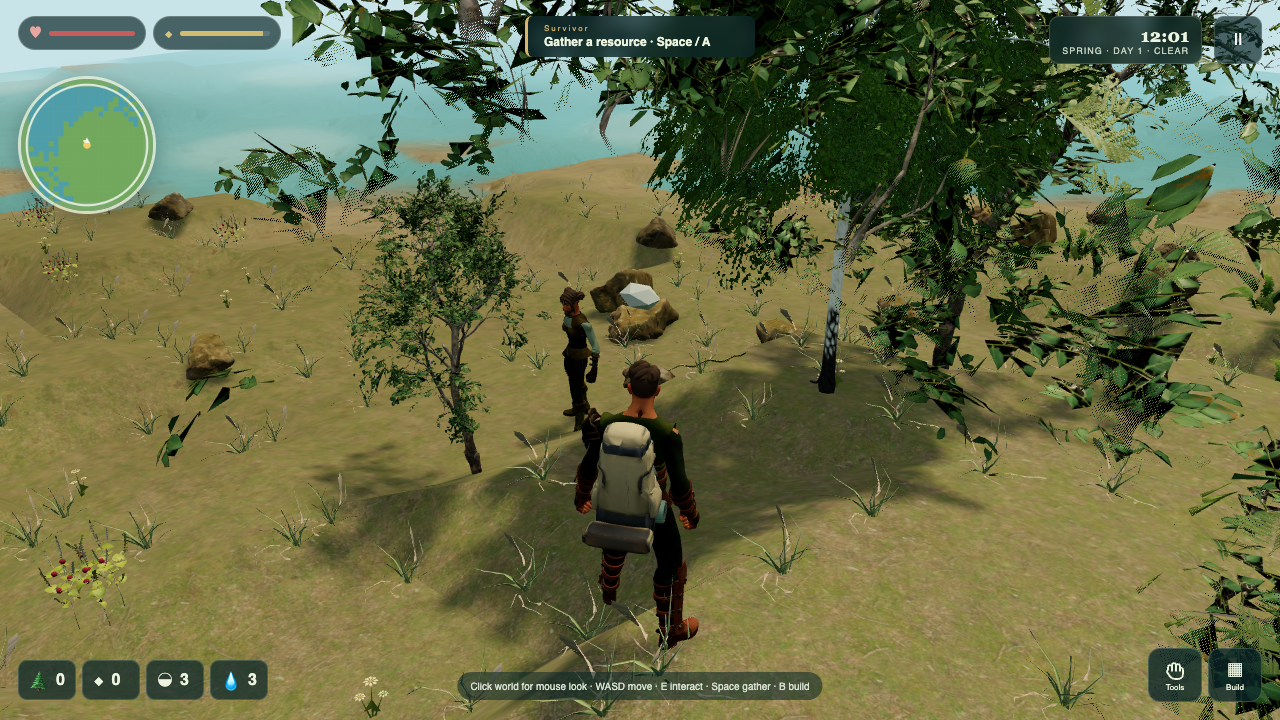 Survivor
Gather a resource · Space / A
12:01
SPRING · DAY 1 · CLEAR
0
0
3
3
Click world for mouse look · WASD move · E interact · Space gather · B build
Tools
Build